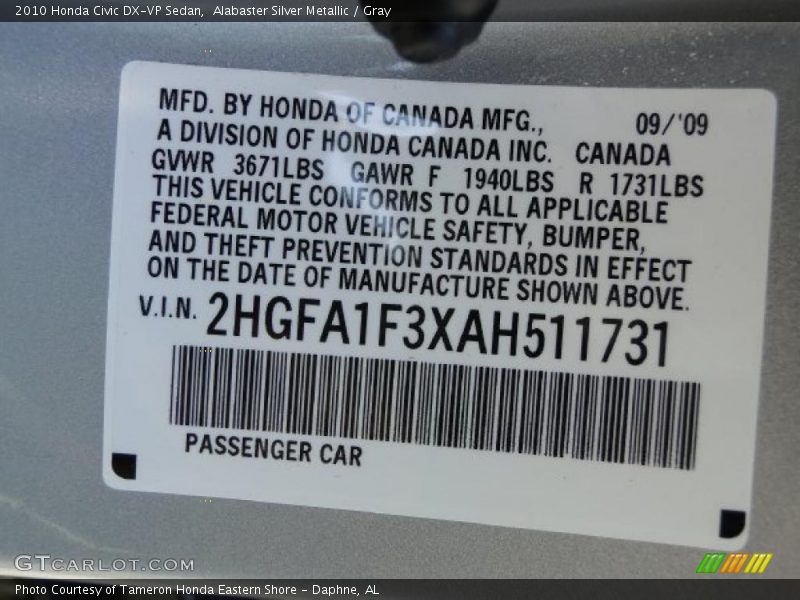 2010 Honda Civic DX-VP Sedan,  Alabaster Silver Metallic / Gray
MFD. BY HONDA OF CANADA MFG., 09/'09
A DIVISION OF HONDA CANADA INC. CANADA
GVWR 3671LBS GAWR F 1940LBS R 1731LBS
THIS VEHICLE CONFORMS TO ALL APPLICABLE
FEDERAL MOTOR VEHICLE SAFETY, BUMPER,
AND THEFT PREVENTION STANDARDS IN EFFECT
ON THE DATE OF MANUFACTURE SHOWN ABOVE.
V.I.N. 2HGFA1F3XAH511731
PASSENGER CAR
GTCARLOT.COM
Photo Courtesy of Tameron Honda Eastern Shore - Daphne, AL